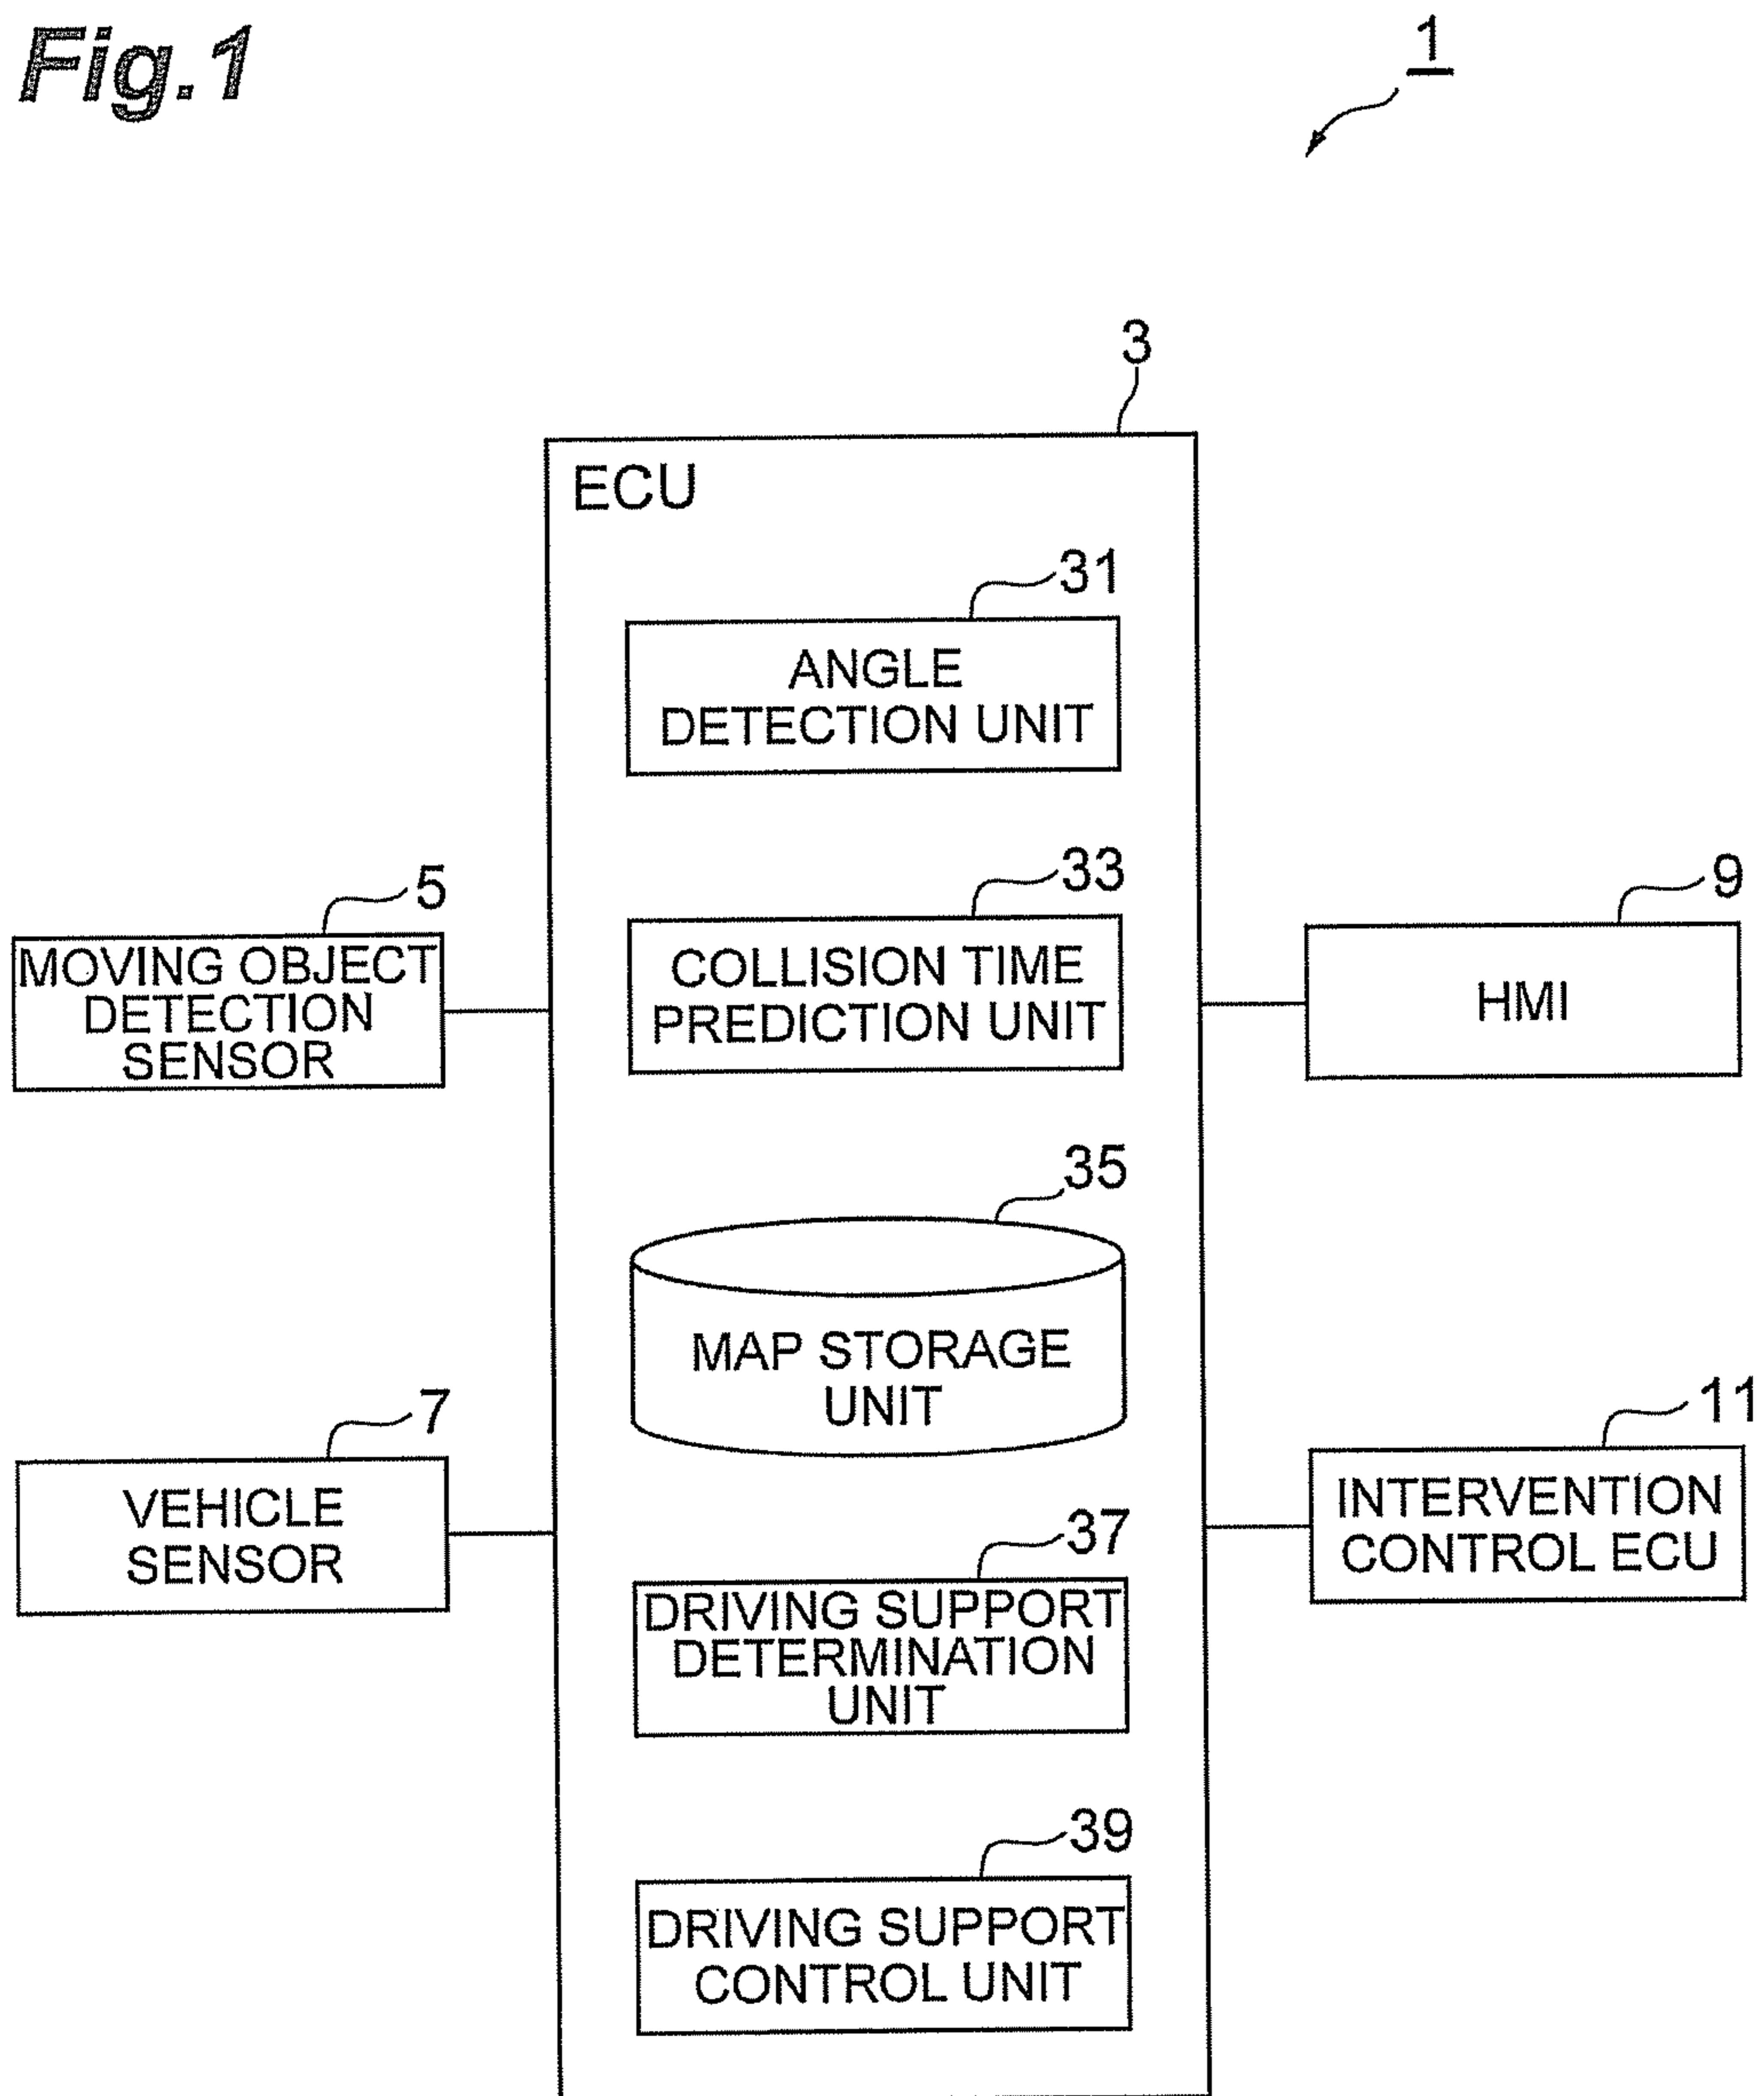 Fig.1
1
3
ECU
31
ANGLE
DETECTION UNIT
5
MOVING OBJECT
DETECTION
SENSOR
33
COLLISION TIME
PREDICTION UNIT
9
HMI
35
MAP STORAGE
UNIT
7
VEHICLE
SENSOR
11
INTERVENTION
CONTROL ECU
37
DRIVING SUPPORT
DETERMINATION
UNIT
39
DRIVING SUPPORT
CONTROL UNIT